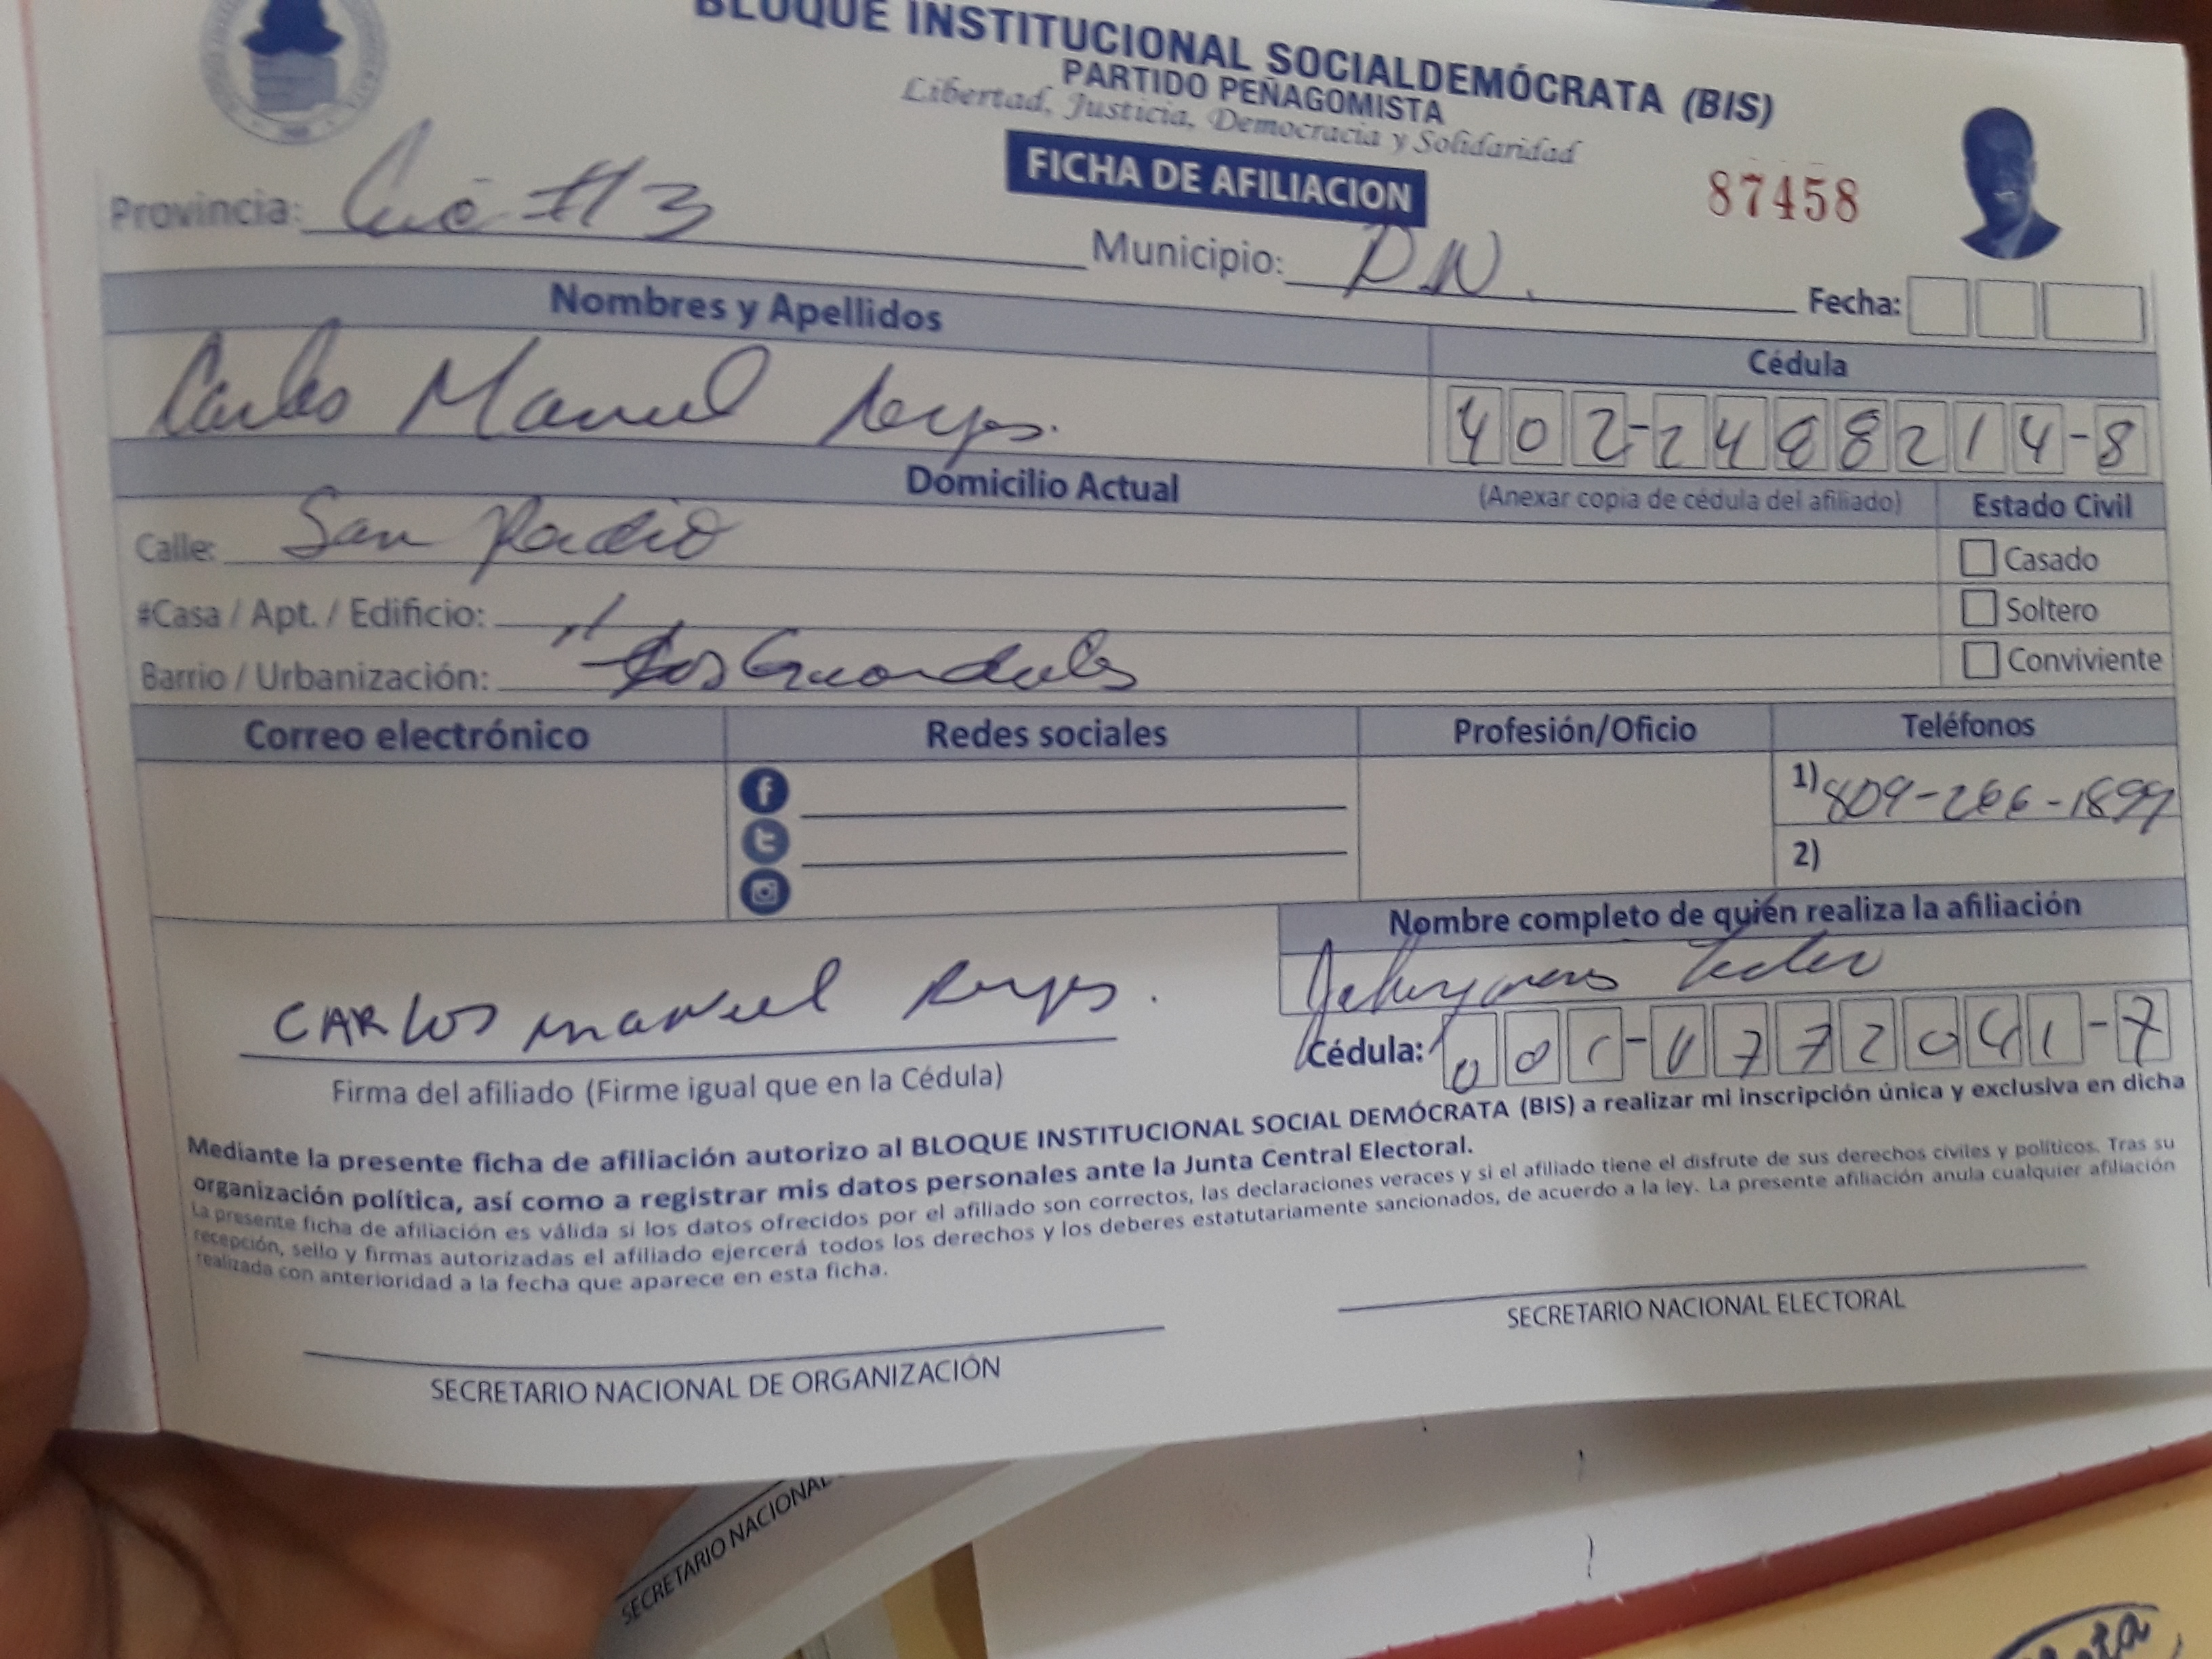 BLOQUE INSTITUCIONAL SOCIALDEMÓCRATA (BIS)
PARTIDO PEÑAGOMISTA
Libertad, Justicia, Democracia y Solidaridad
FICHA DE AFILIACION
87458
Provincia: #3
Municipio: DN.
Fecha:
Nombres y Apellidos
Cédula
Carlos Manuel Reyes.
402-2488214-8
Domicilio Actual
(Anexar copia de cédula del afiliado)
Estado Civil
Calle: San
Casado
#Casa / Apt. / Edificio:
Soltero
Barrio / Urbanización: Los Guandules
Conviviente
Correo electrónico
Redes sociales
Profesión/Oficio
Teléfonos
1) 809-266-1899
2)
Nombre completo de quién realiza la afiliación
CARLOS manuel Reyes.
Cédula: 001-1772041-7
Firma del afiliado (Firme igual que en la Cédula)
Mediante la presente ficha de afiliación autorizo al BLOQUE INSTITUCIONAL SOCIAL DEMÓCRATA (BIS) a realizar mi inscripción única y exclusiva en dicha
organización política, así como a registrar mis datos personales ante la Junta Central Electoral.
La presente ficha de afiliación es válida si los datos ofrecidos por el afiliado son correctos, las declaraciones veraces y si el afiliado tiene el disfrute de sus derechos civiles y políticos. Tras su
recepción, sello y firmas autorizadas el afiliado ejercerá todos los derechos y los deberes estatutariamente sancionados, de acuerdo a la ley. La presente afiliación anula cualquier afiliación
realizada con anterioridad a la fecha que aparece en esta ficha.
SECRETARIO NACIONAL DE ORGANIZACIÓN
SECRETARIO NACIONAL ELECTORAL
SECRETARIO NACIONAL